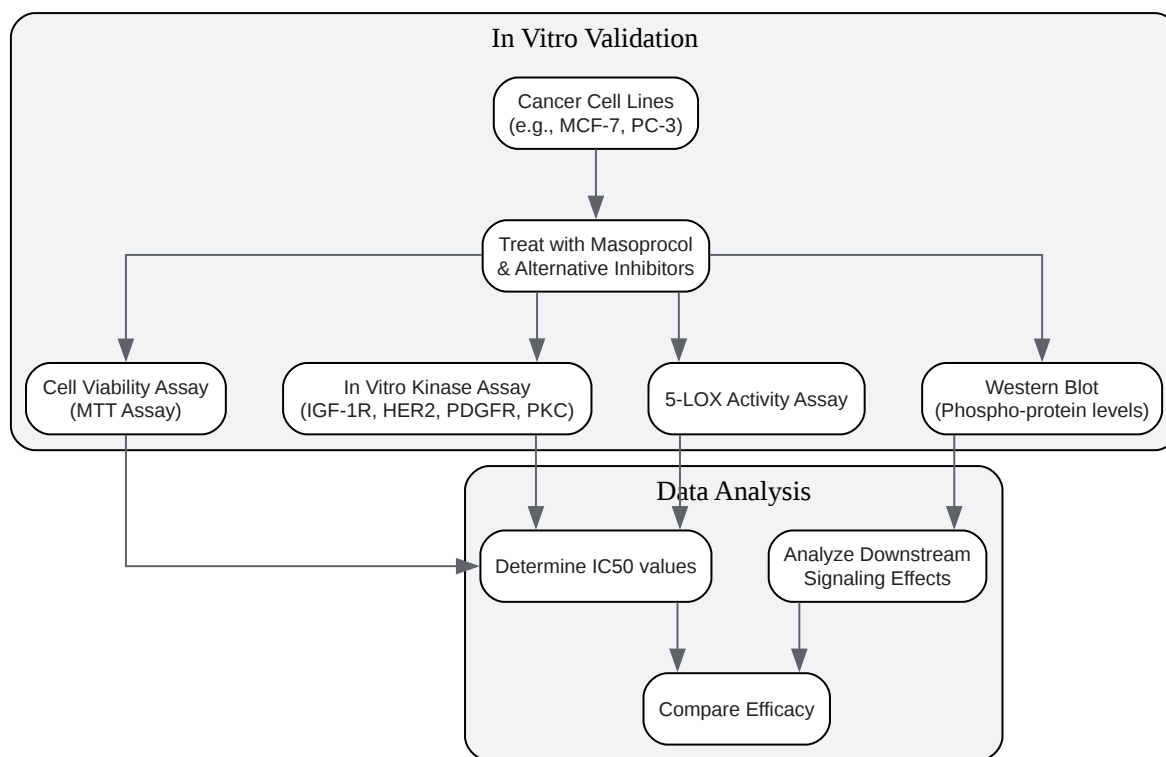 In Vitro Validation
Cancer Cell Lines
(e.g., MCF-7, PC-3)
Treat with Masoprocol
& Alternative Inhibitors
Cell Viability Assay
(MTT Assay)
In Vitro Kinase Assay
(IGF-1R, HER2, PDGFR, PKC)
5-LOX Activity Assay
Western Blot
(Phospho-protein levels)
Data Analysis
Determine IC50 values
Analyze Downstream
Signaling Effects
Compare Efficacy